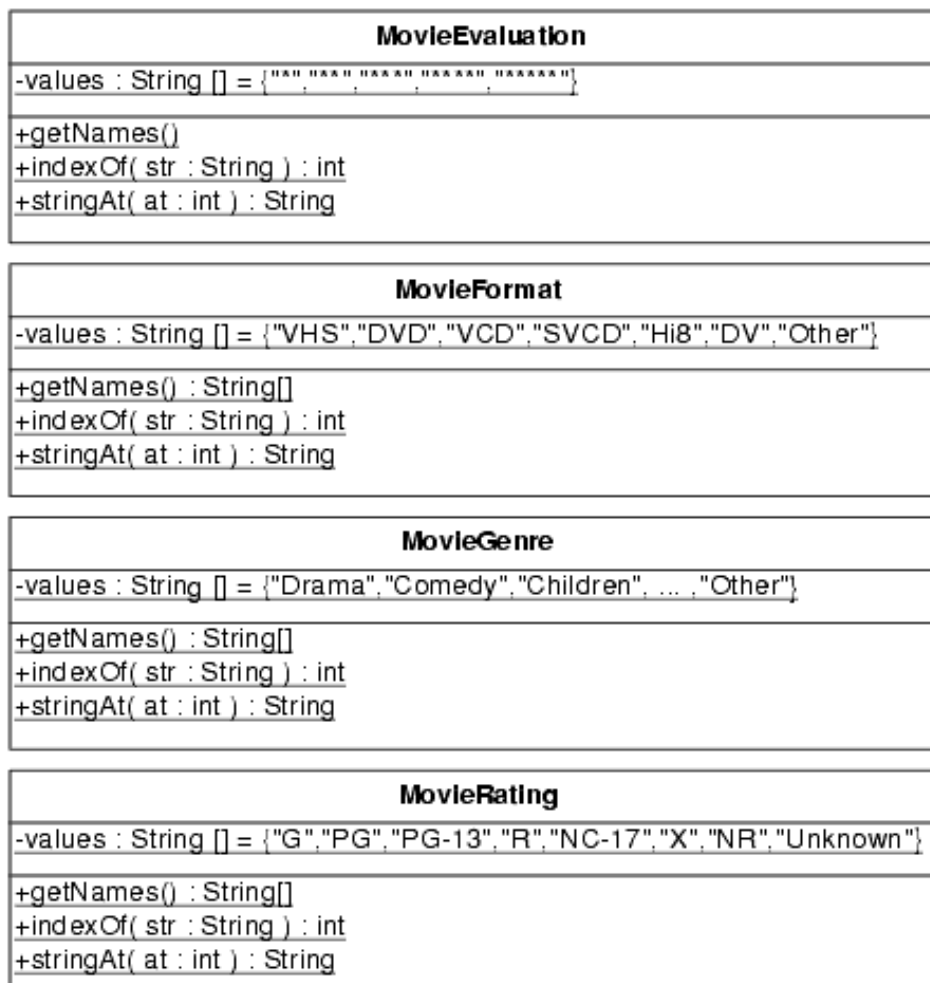 MovieEvaluation
-values : String [] = {"*","**","***","****","*****"}
+getNames()
+indexOf( str : String ) : int
+stringAt( at : int ) : String
MovieFormat
-values : String [] = {"VHS","DVD","VCD","SVCD","Hi8","DV","Other"}
+getNames() : String[]
+indexOf( str : String ) : int
+stringAt( at : int ) : String
MovieGenre
-values : String [] = {"Drama","Comedy","Children", ... ,"Other"}
+getNames() : String[]
+indexOf( str : String ) : int
+stringAt( at : int ) : String
MovieRating
-values : String [] = {"G","PG","PG-13","R","NC-17","X","NR","Unknown"}
+getNames() : String[]
+indexOf( str : String ) : int
+stringAt( at : int ) : String